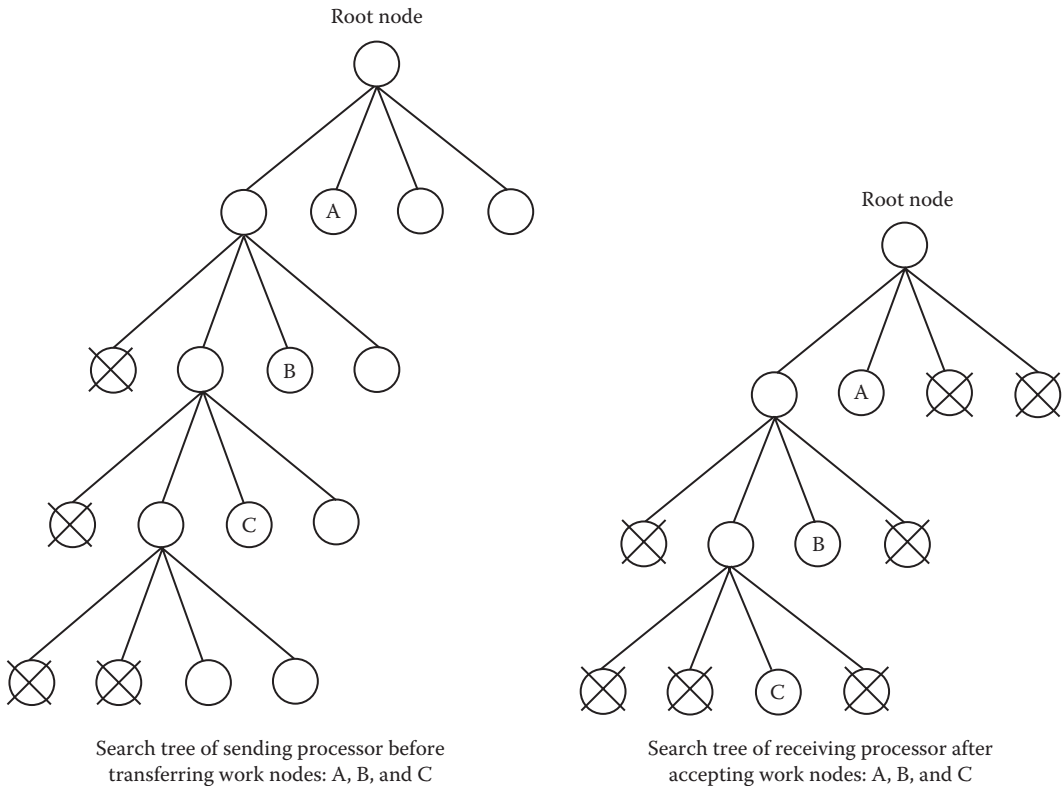 Root node
A
B
C
Search tree of sending processor before
transferring work nodes: A, B, and C
Root node
A
B
C
Search tree of receiving processor after
accepting work nodes: A, B, and C